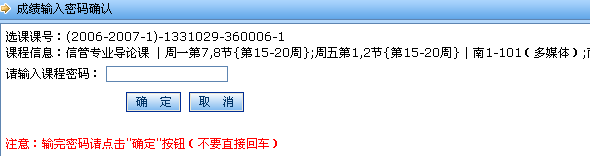 成绩输入密码确认
选课课号：(2006-2007-1)-1331029-360006-1
课程信息：信管专业导论课 | 周一第7,8节{第15-20周};周五第1,2节{第15-20周} | 南1-101(多媒体);
请输入课程密码：
确 定 取 消
注意：输完密码请点击"确定"按钮(不要直接回车)